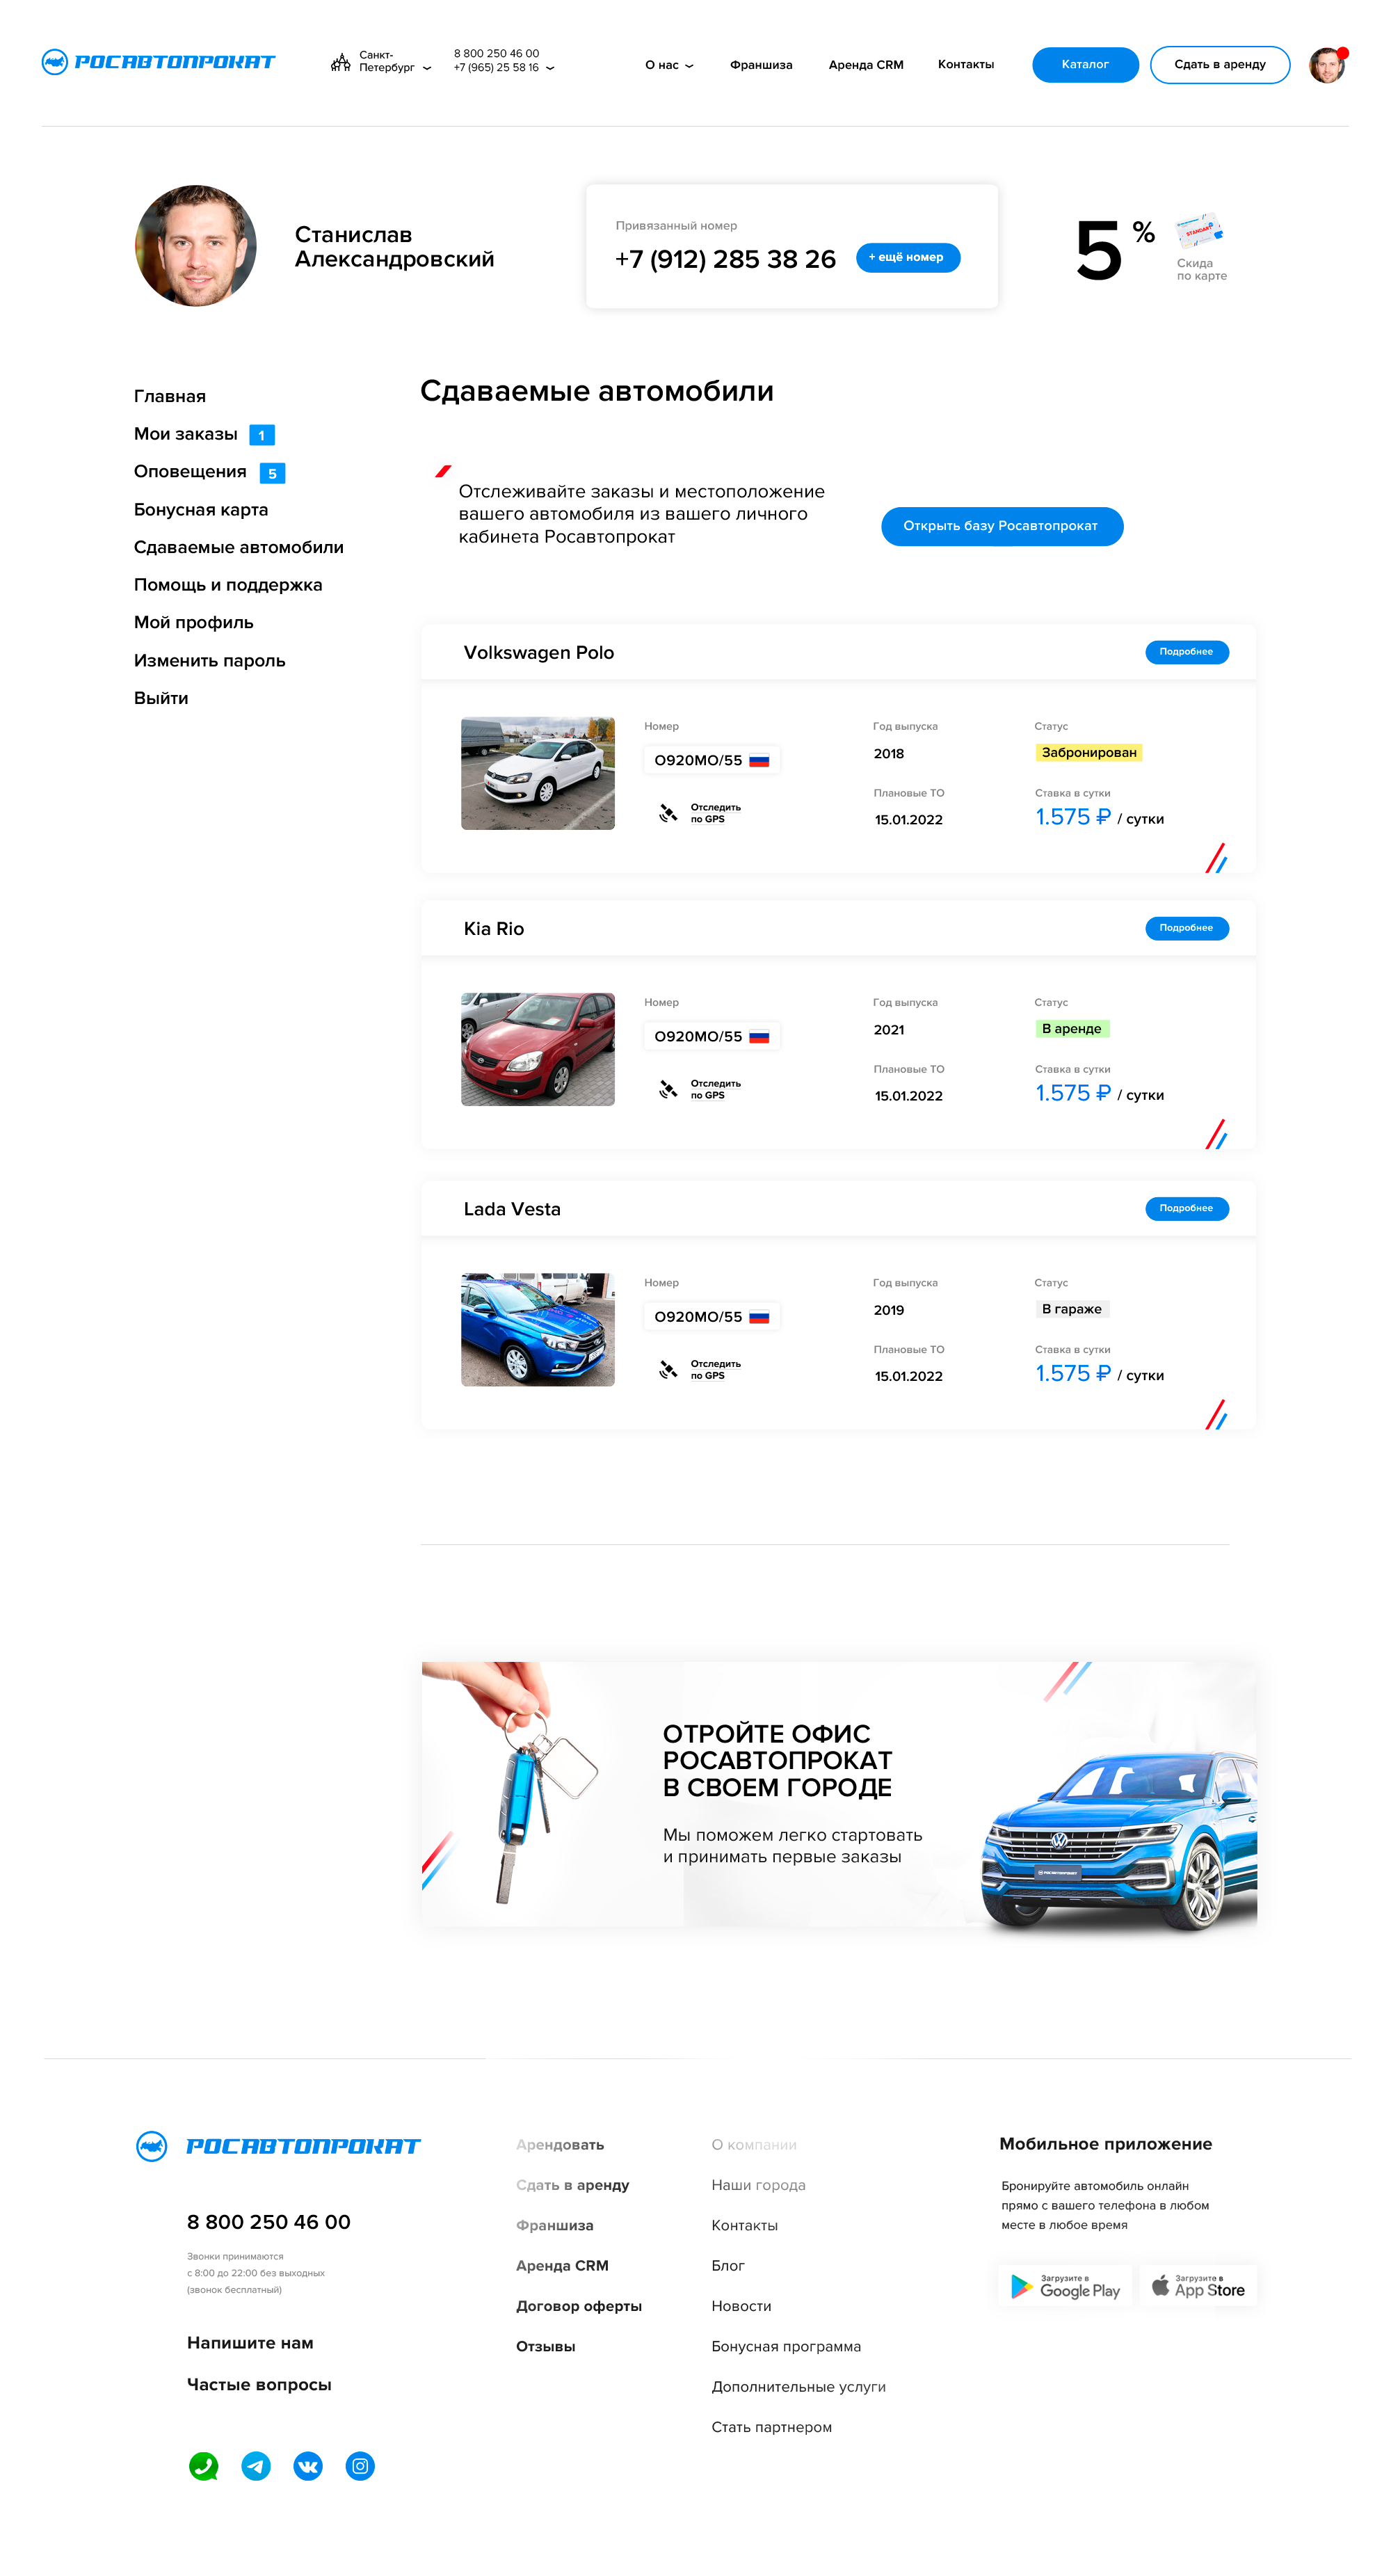 РОСАВТОПРОКАТ
Санкт-
Петербург
8 800 250 46 00
+7 (965) 25 58 16
О нас
Франшиза
Аренда CRM
Контакты
Каталог
Сдать в аренду
Станислав
Александровский
Привязанный номер
+7 (912) 285 38 26
+ ещё номер
5 %
STANDART
Скида
по карте
Главная
Мои заказы 1
Оповещения 5
Бонусная карта
Сдаваемые автомобили
Помощь и поддержка
Мой профиль
Изменить пароль
Выйти
Сдаваемые автомобили
Отслеживайте заказы и местоположение
вашего автомобиля из вашего личного
кабинета Росавтопрокат
Открыть базу Росавтопрокат
Volkswagen Polo
Подробнее
Номер
О920МО/55
Отследить
по GPS
Год выпуска
2018
Плановые ТО
15.01.2022
Статус
Забронирован
Ставка в сутки
1.575 ₽ / сутки
Kia Rio
Подробнее
Номер
О920МО/55
Отследить
по GPS
Год выпуска
2021
Плановые ТО
15.01.2022
Статус
В аренде
Ставка в сутки
1.575 ₽ / сутки
Lada Vesta
Подробнее
Номер
О920МО/55
Отследить
по GPS
Год выпуска
2019
Плановые ТО
15.01.2022
Статус
В гараже
Ставка в сутки
1.575 ₽ / сутки
ОТРОЙТЕ ОФИС
РОСАВТОПРОКАТ
В СВОЕМ ГОРОДЕ
Мы поможем легко стартовать
и принимать первые заказы
РОСАВТОПРОКАТ
РОСАВТОПРОКАТ
8 800 250 46 00
Звонки принимаются
с 8:00 до 22:00 без выходных
(звонок бесплатный)
Напишите нам
Частые вопросы
Арендовать
Сдать в аренду
Франшиза
Аренда CRM
Договор оферты
Отзывы
О компании
Наши города
Контакты
Блог
Новости
Бонусная программа
Дополнительные услуги
Стать партнером
Мобильное приложение
Бронируйте автомобиль онлайн
прямо с вашего телефона в любом
месте в любое время
Загрузите в
Google Play
Загрузите в
App Store